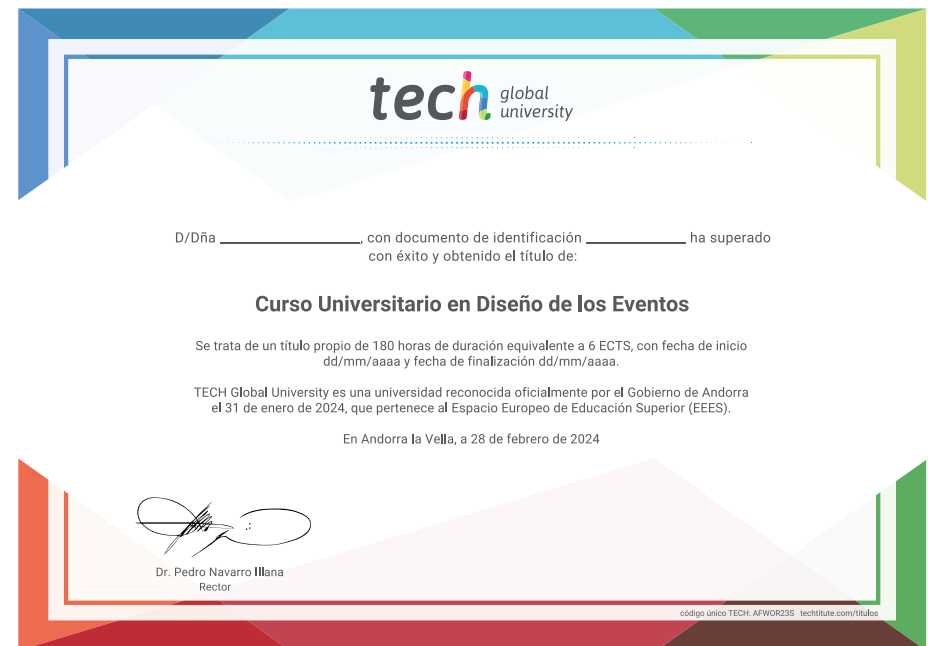 tech global university
D/Dña ____________, con documento de identificación ____________ ha superado
con éxito y obtenido el título de:
Curso Universitario en Diseño de los Eventos
Se trata de un título propio de 180 horas de duración equivalente a 6 ECTS, con fecha de inicio
dd/mm/aaaa y fecha de finalización dd/mm/aaaa.
TECH Global University es una universidad reconocida oficialmente por el Gobierno de Andorra
el 31 de enero de 2024, que pertenece al Espacio Europeo de Educación Superior (EEES).
En Andorra la Vella, a 28 de febrero de 2024
Dr. Pedro Navarro Illana
Rector
código único TECH: AFWOR23S techtitute.com/titulos